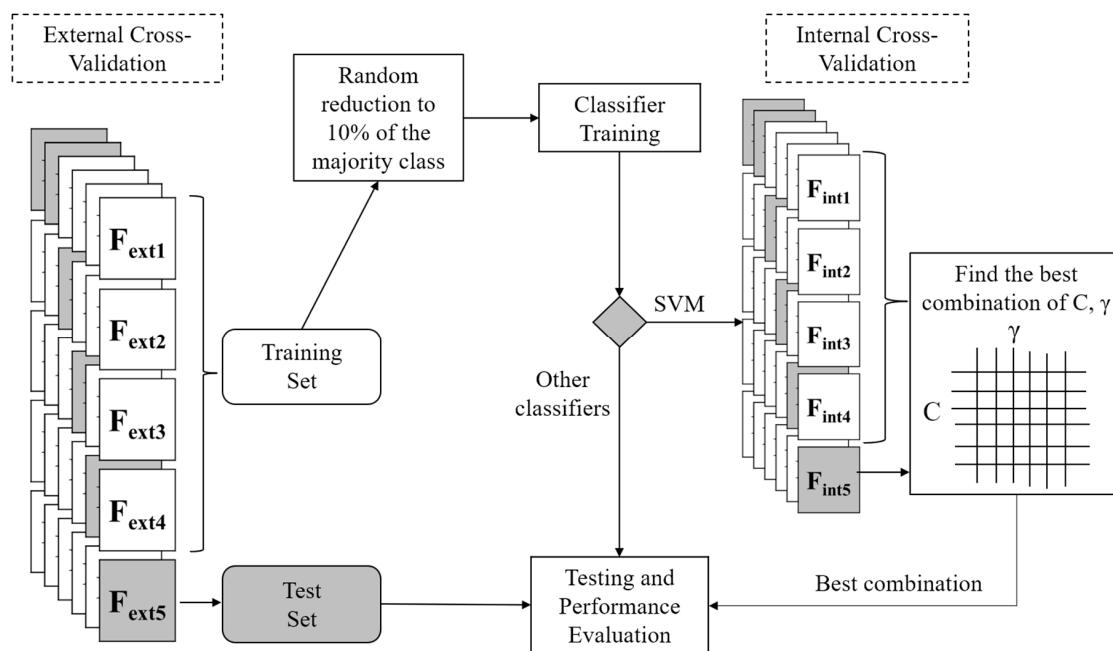 External Cross-
Validation
Random
reduction to
10% of the
majority class
Classifier
Training
Internal Cross-
Validation
Fext1
Fext2
Fext3
Fext4
Fext5
Training
Set
Test
Set
SVM
Other
classifiers
Fint1
Fint2
Fint3
Fint4
Fint5
Find the best
combination of C, γ
γ
C
Best combination
Testing and
Performance
Evaluation